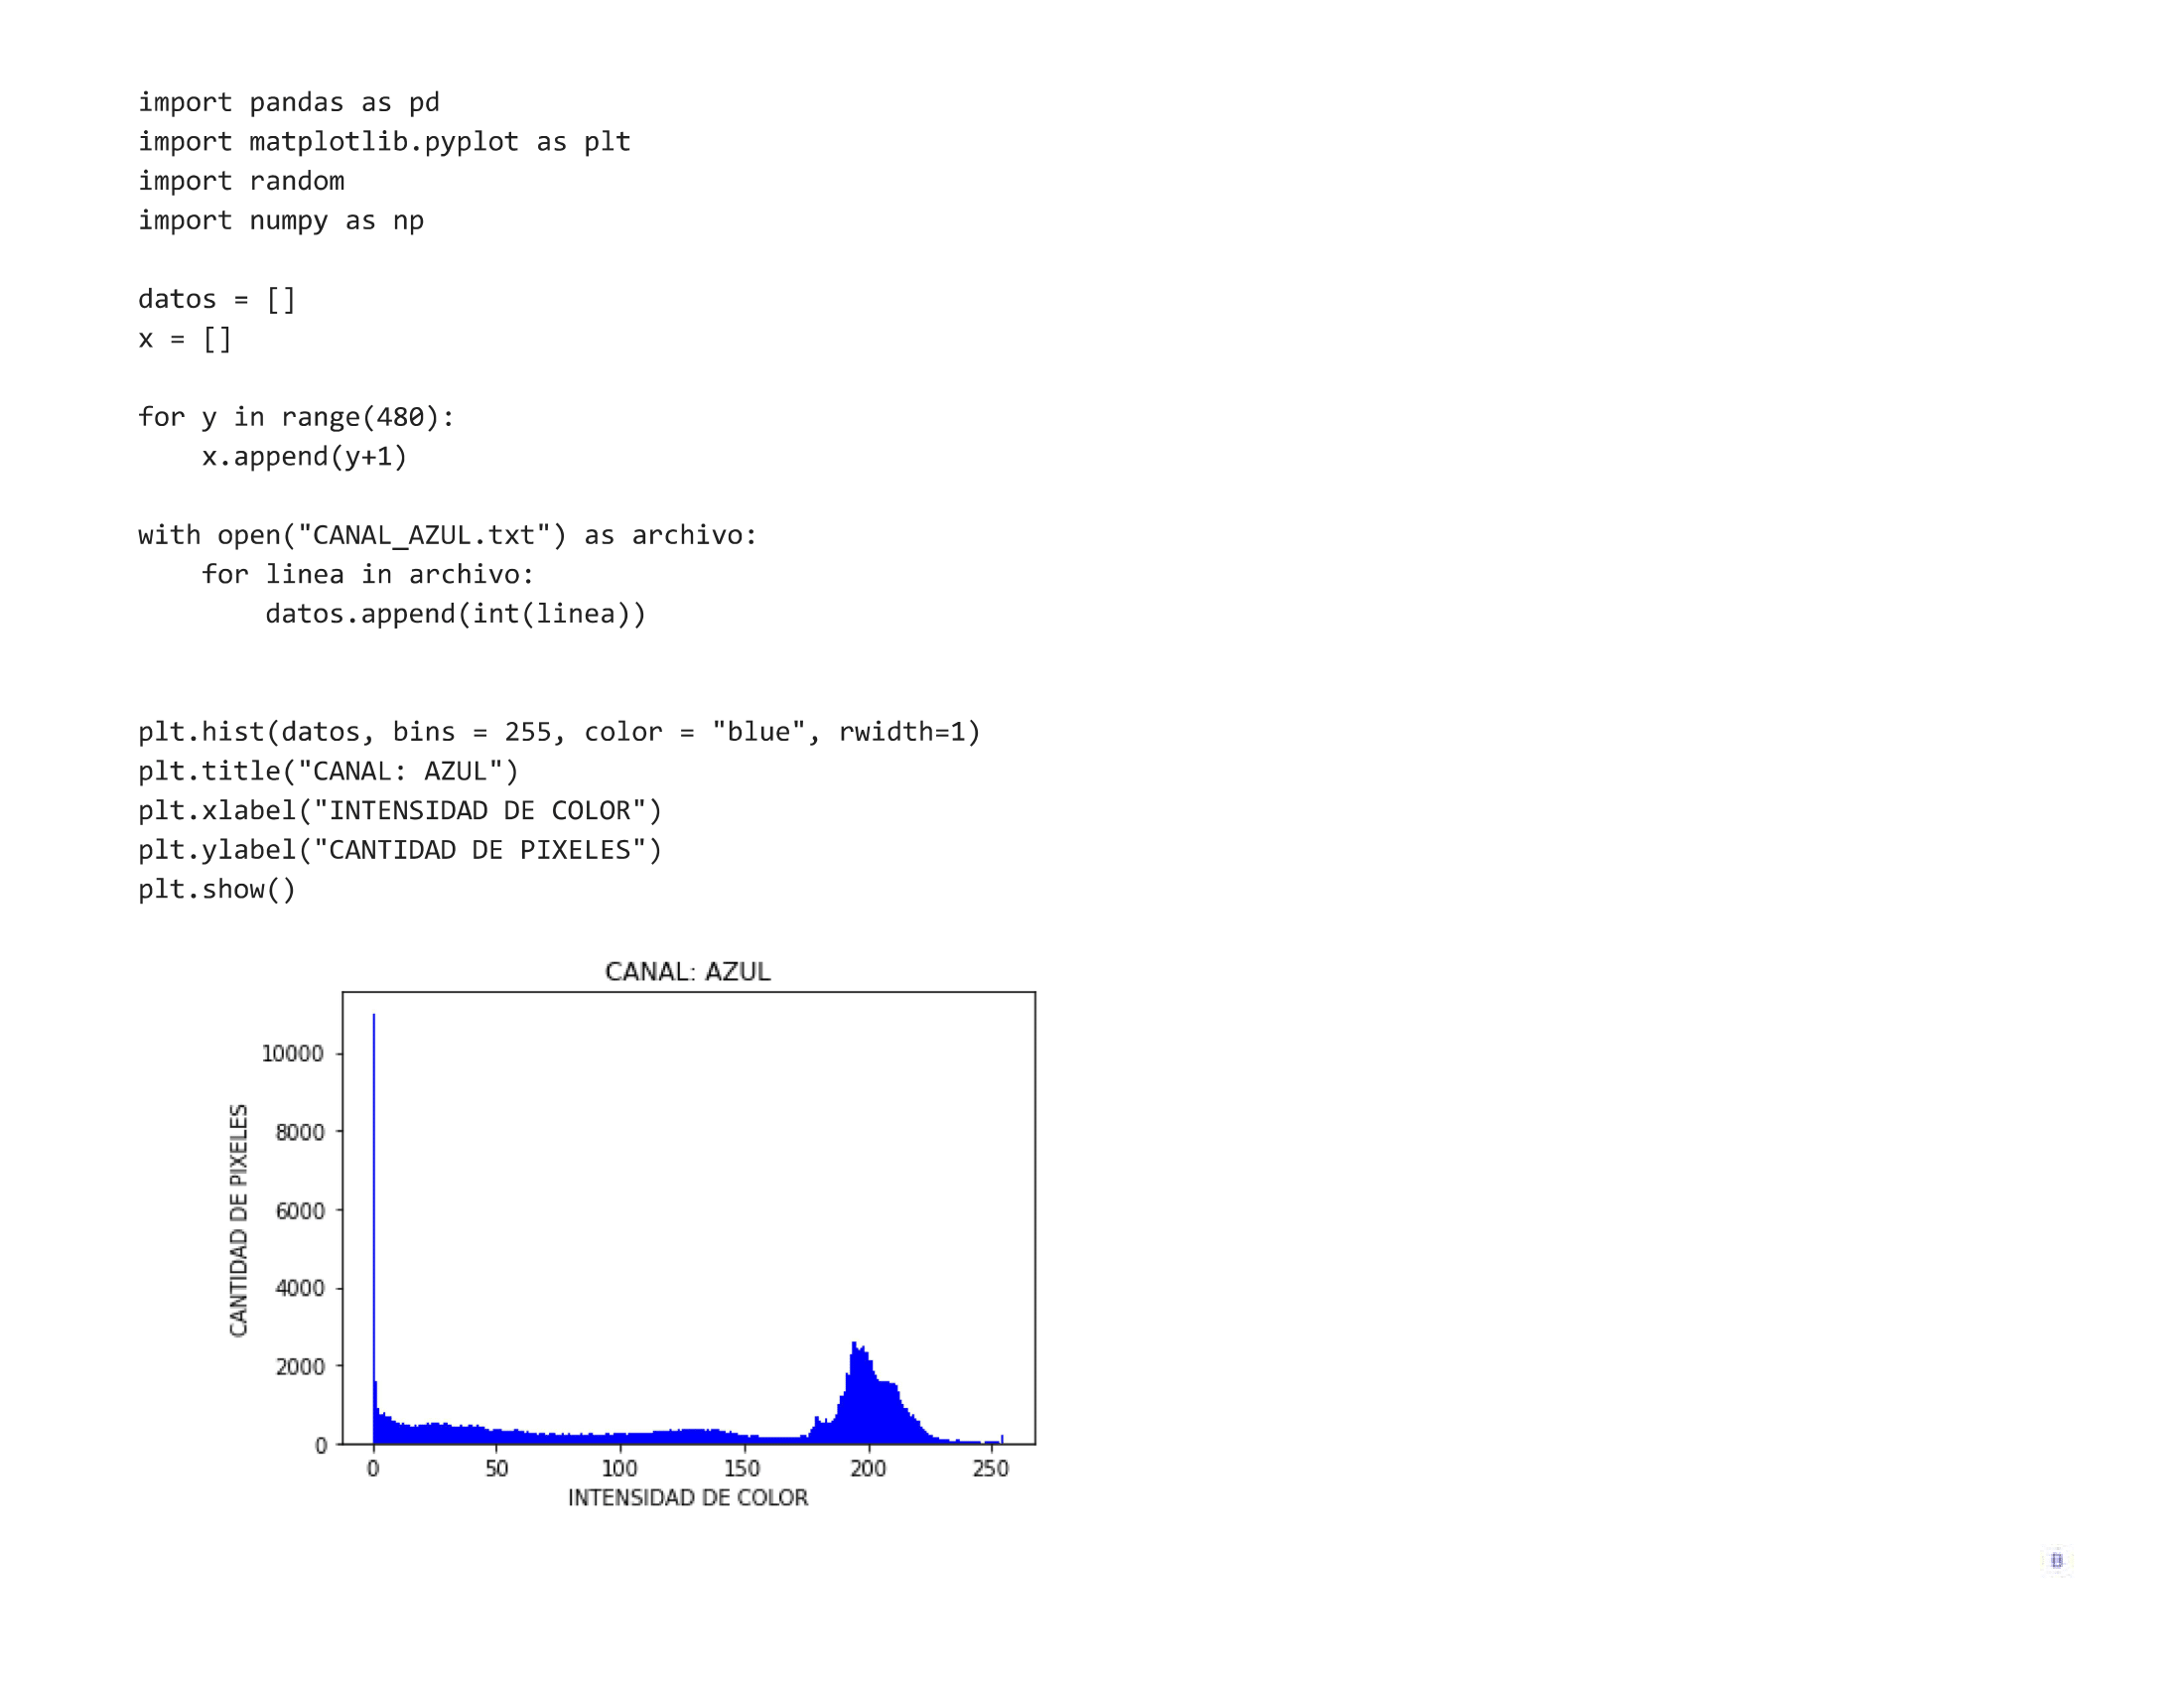 import pandas as pd
import matplotlib.pyplot as plt
import random
import numpy as np
datos = []
x = []
for y in range(480):
    x.append(y+1)
with open("CANAL_AZUL.txt") as archivo:
    for linea in archivo:
        datos.append(int(linea))
plt.hist(datos, bins = 255, color = "blue", rwidth=1)
plt.title("CANAL: AZUL")
plt.xlabel("INTENSIDAD DE COLOR")
plt.ylabel("CANTIDAD DE PIXELES")
plt.show()
CANAL: AZUL
CANTIDAD DE PIXELES
10000
8000
6000
4000
2000
0
0 50 100 150 200 250
INTENSIDAD DE COLOR